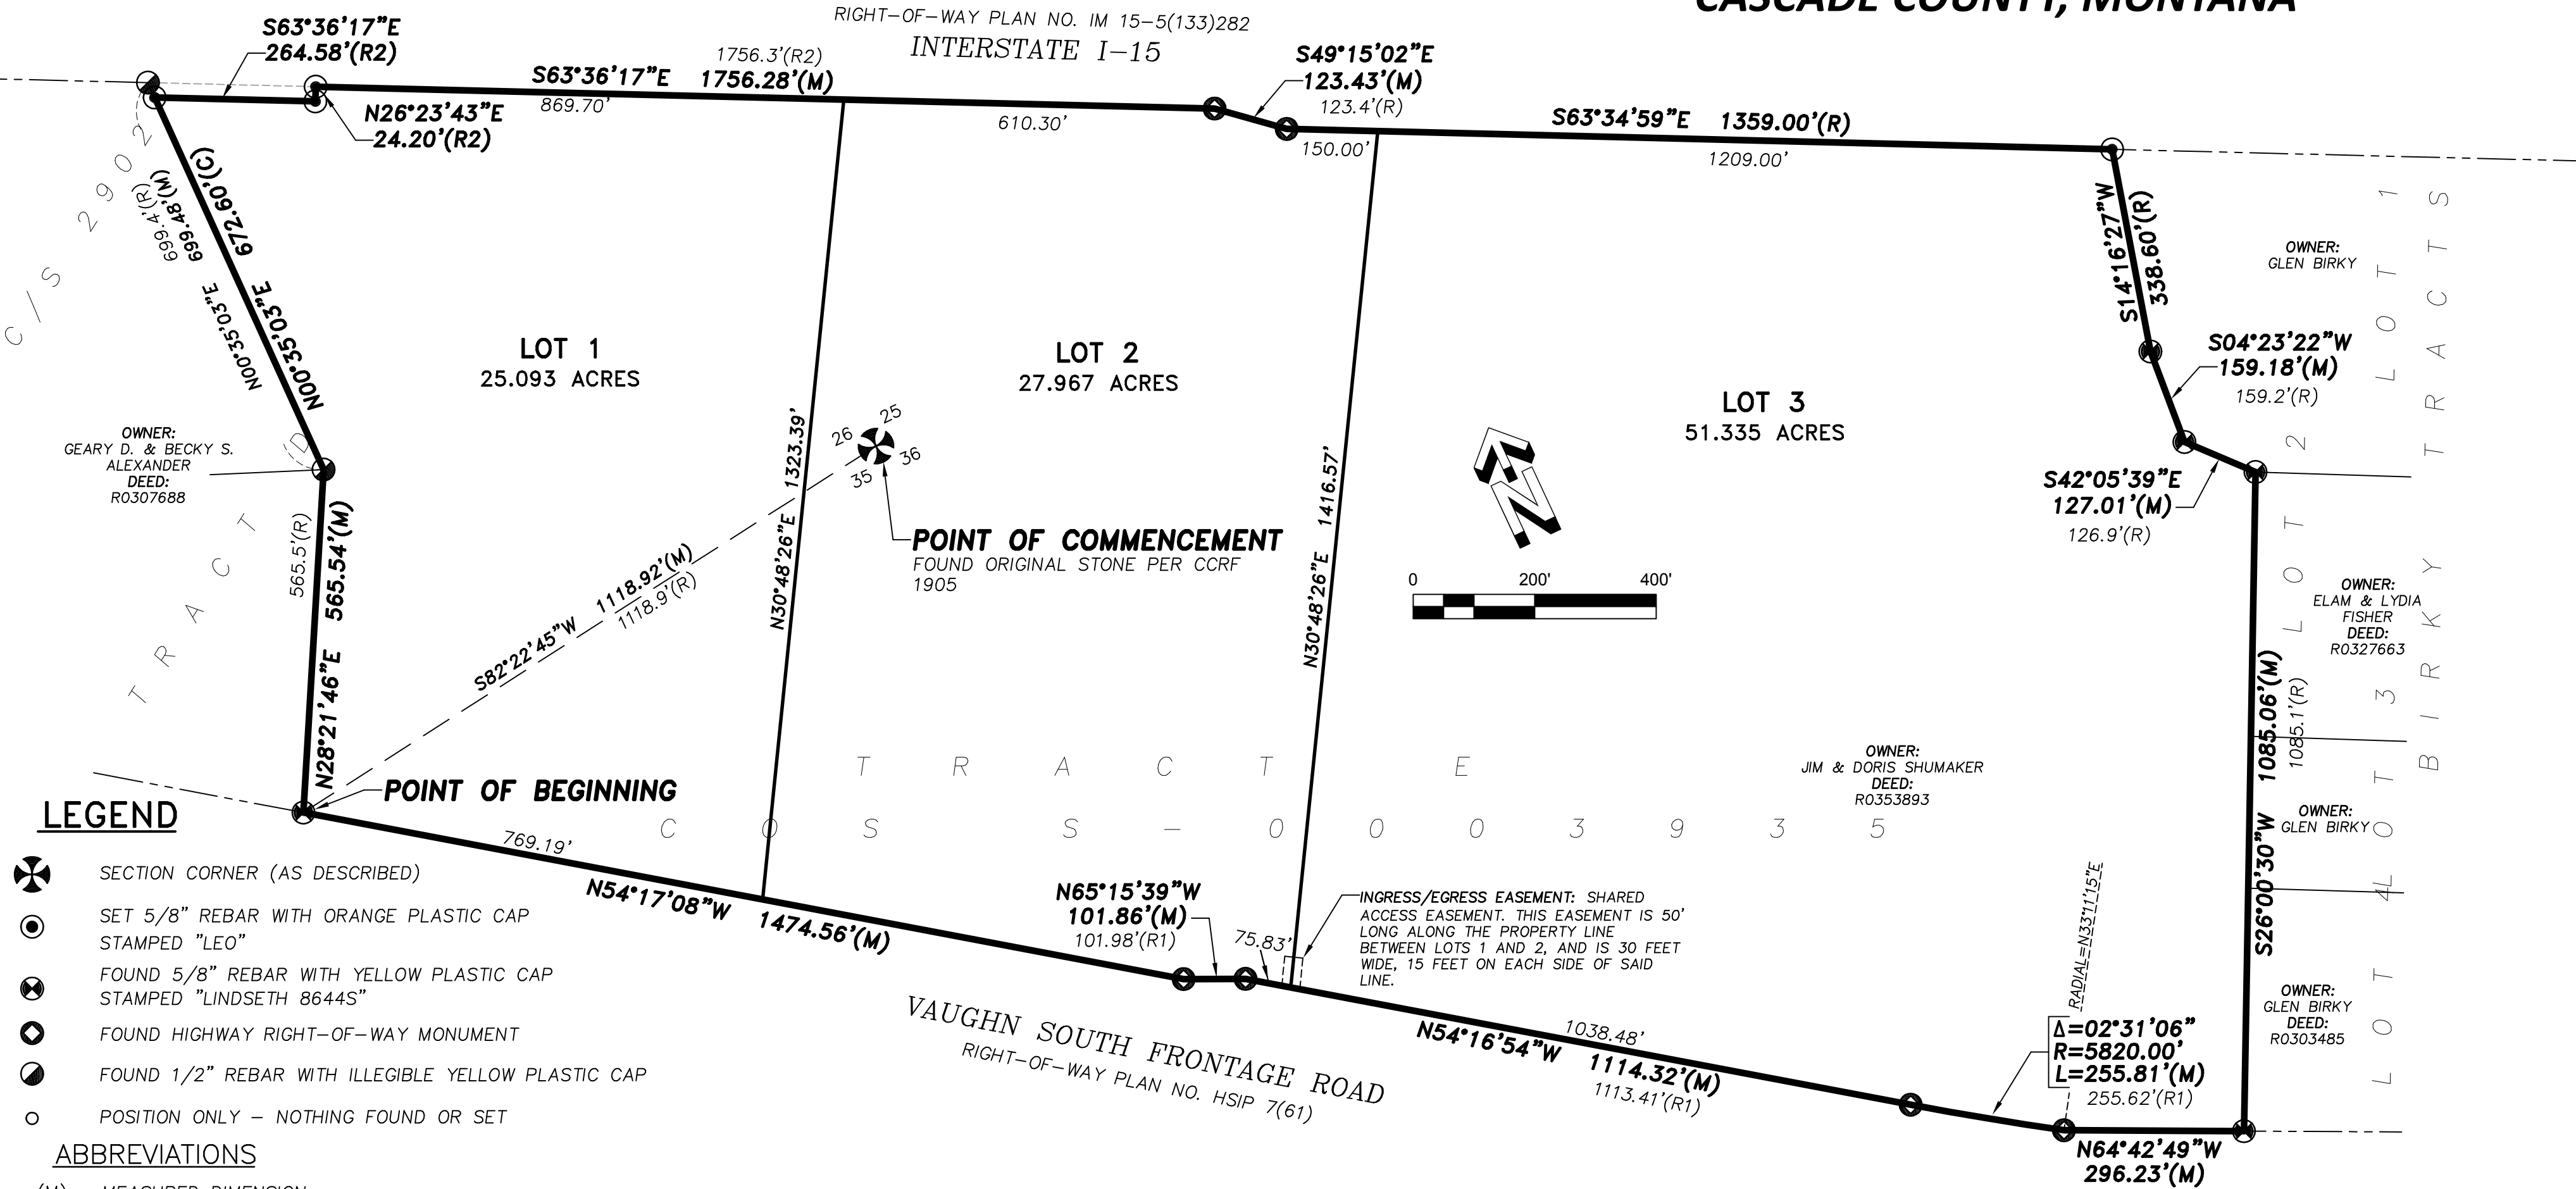 CASCADE COUNTY, MONTANA
RIGHT-OF-WAY PLAN NO. IM 15-5(133)282
INTERSTATE I-15
S63°36'17"E
264.58'(R2)
N26°23'43"E
24.20'(R2)
1756.3'(R2)
S63°36'17"E 1756.28'(M)
869.70'
610.30'
S49°15'02"E
123.43'(M)
123.4'(R)
150.00'
S63°34'59"E 1359.00'(R)
1209.00'
C/S 2902
TRACT D
N00°35'03"E 672.60'(C)
N00°35'03"E 699.48'(M)
699.4'(R)
OWNER:
GEARY D. & BECKY S.
ALEXANDER
DEED:
R0307688
565.5'(R)
N28°21'46"E 565.54'(M)
LOT 1
25.093 ACRES
S82°22'45"W 1118.92'(M)
1118.9'(R)
N30°48'26"E 1323.39'
LOT 2
27.967 ACRES
26 25
35 36
POINT OF COMMENCEMENT
FOUND ORIGINAL STONE PER CCRF
1905
N30°48'26"E 1416.57'
LOT 3
51.335 ACRES
N
0 200' 400'
S14°16'27"W
338.60'(R)
S04°23'22"W
159.18'(M)
159.2'(R)
S42°05'39"E
127.01'(M)
126.9'(R)
OWNER:
GLEN BIRKY
LOT 1
BIRKY TRACTS
LOT 2
OWNER:
ELAM & LYDIA
FISHER
DEED:
R0327663
S26°00'30"W 1085.06'(M)
1085.1'(R)
LOT 3
OWNER:
GLEN BIRKY
LOT 4
OWNER:
GLEN BIRKY
DEED:
R0303485
LOT
TRACT E
COS S-0003935
OWNER:
JIM & DORIS SHUMAKER
DEED:
R0353893
POINT OF BEGINNING
769.19'
N54°17'08"W 1474.56'(M)
N65°15'39"W
101.86'(M)
101.98'(R1)
75.83'
INGRESS/EGRESS EASEMENT: SHARED
ACCESS EASEMENT. THIS EASEMENT IS 50'
LONG ALONG THE PROPERTY LINE
BETWEEN LOTS 1 AND 2, AND IS 30 FEET
WIDE, 15 FEET ON EACH SIDE OF SAID
LINE.
VAUGHN SOUTH FRONTAGE ROAD
RIGHT-OF-WAY PLAN NO. HSIP 7(61)
1038.48'
N54°16'54"W 1114.32'(M)
1113.41'(R1)
RADIAL=N33°11'15"E
Δ=02°31'06"
R=5820.00'
L=255.81'(M)
255.62'(R1)
N64°42'49"W
296.23'(M)
LEGEND
SECTION CORNER (AS DESCRIBED)
SET 5/8" REBAR WITH ORANGE PLASTIC CAP
STAMPED "LEO"
FOUND 5/8" REBAR WITH YELLOW PLASTIC CAP
STAMPED "LINDSETH 8644S"
FOUND HIGHWAY RIGHT-OF-WAY MONUMENT
FOUND 1/2" REBAR WITH ILLEGIBLE YELLOW PLASTIC CAP
POSITION ONLY - NOTHING FOUND OR SET
ABBREVIATIONS
(M) MEASURED DIMENSION